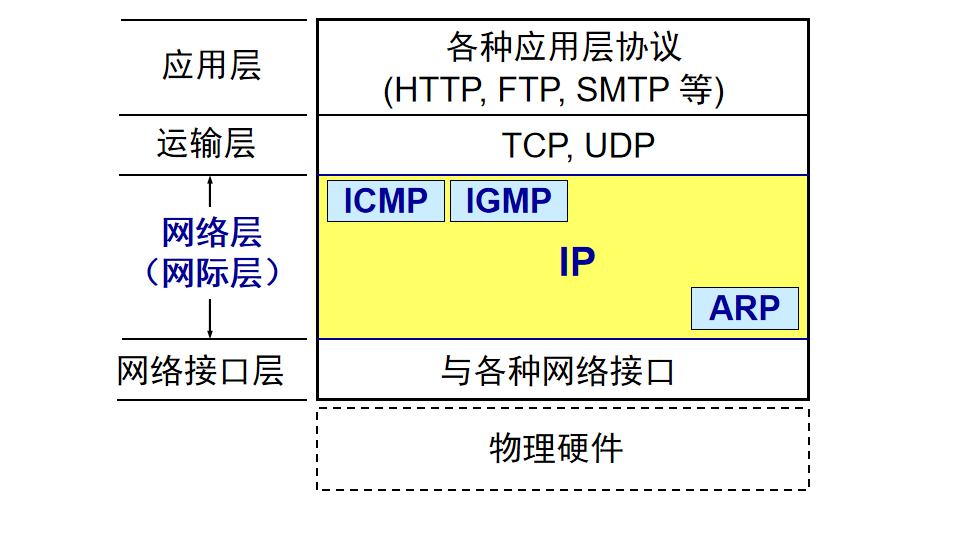 应用层
各种应用层协议
(HTTP, FTP, SMTP 等)
运输层
TCP, UDP
网络层
（网际层）
ICMP
IGMP
IP
ARP
网络接口层
与各种网络接口
物理硬件